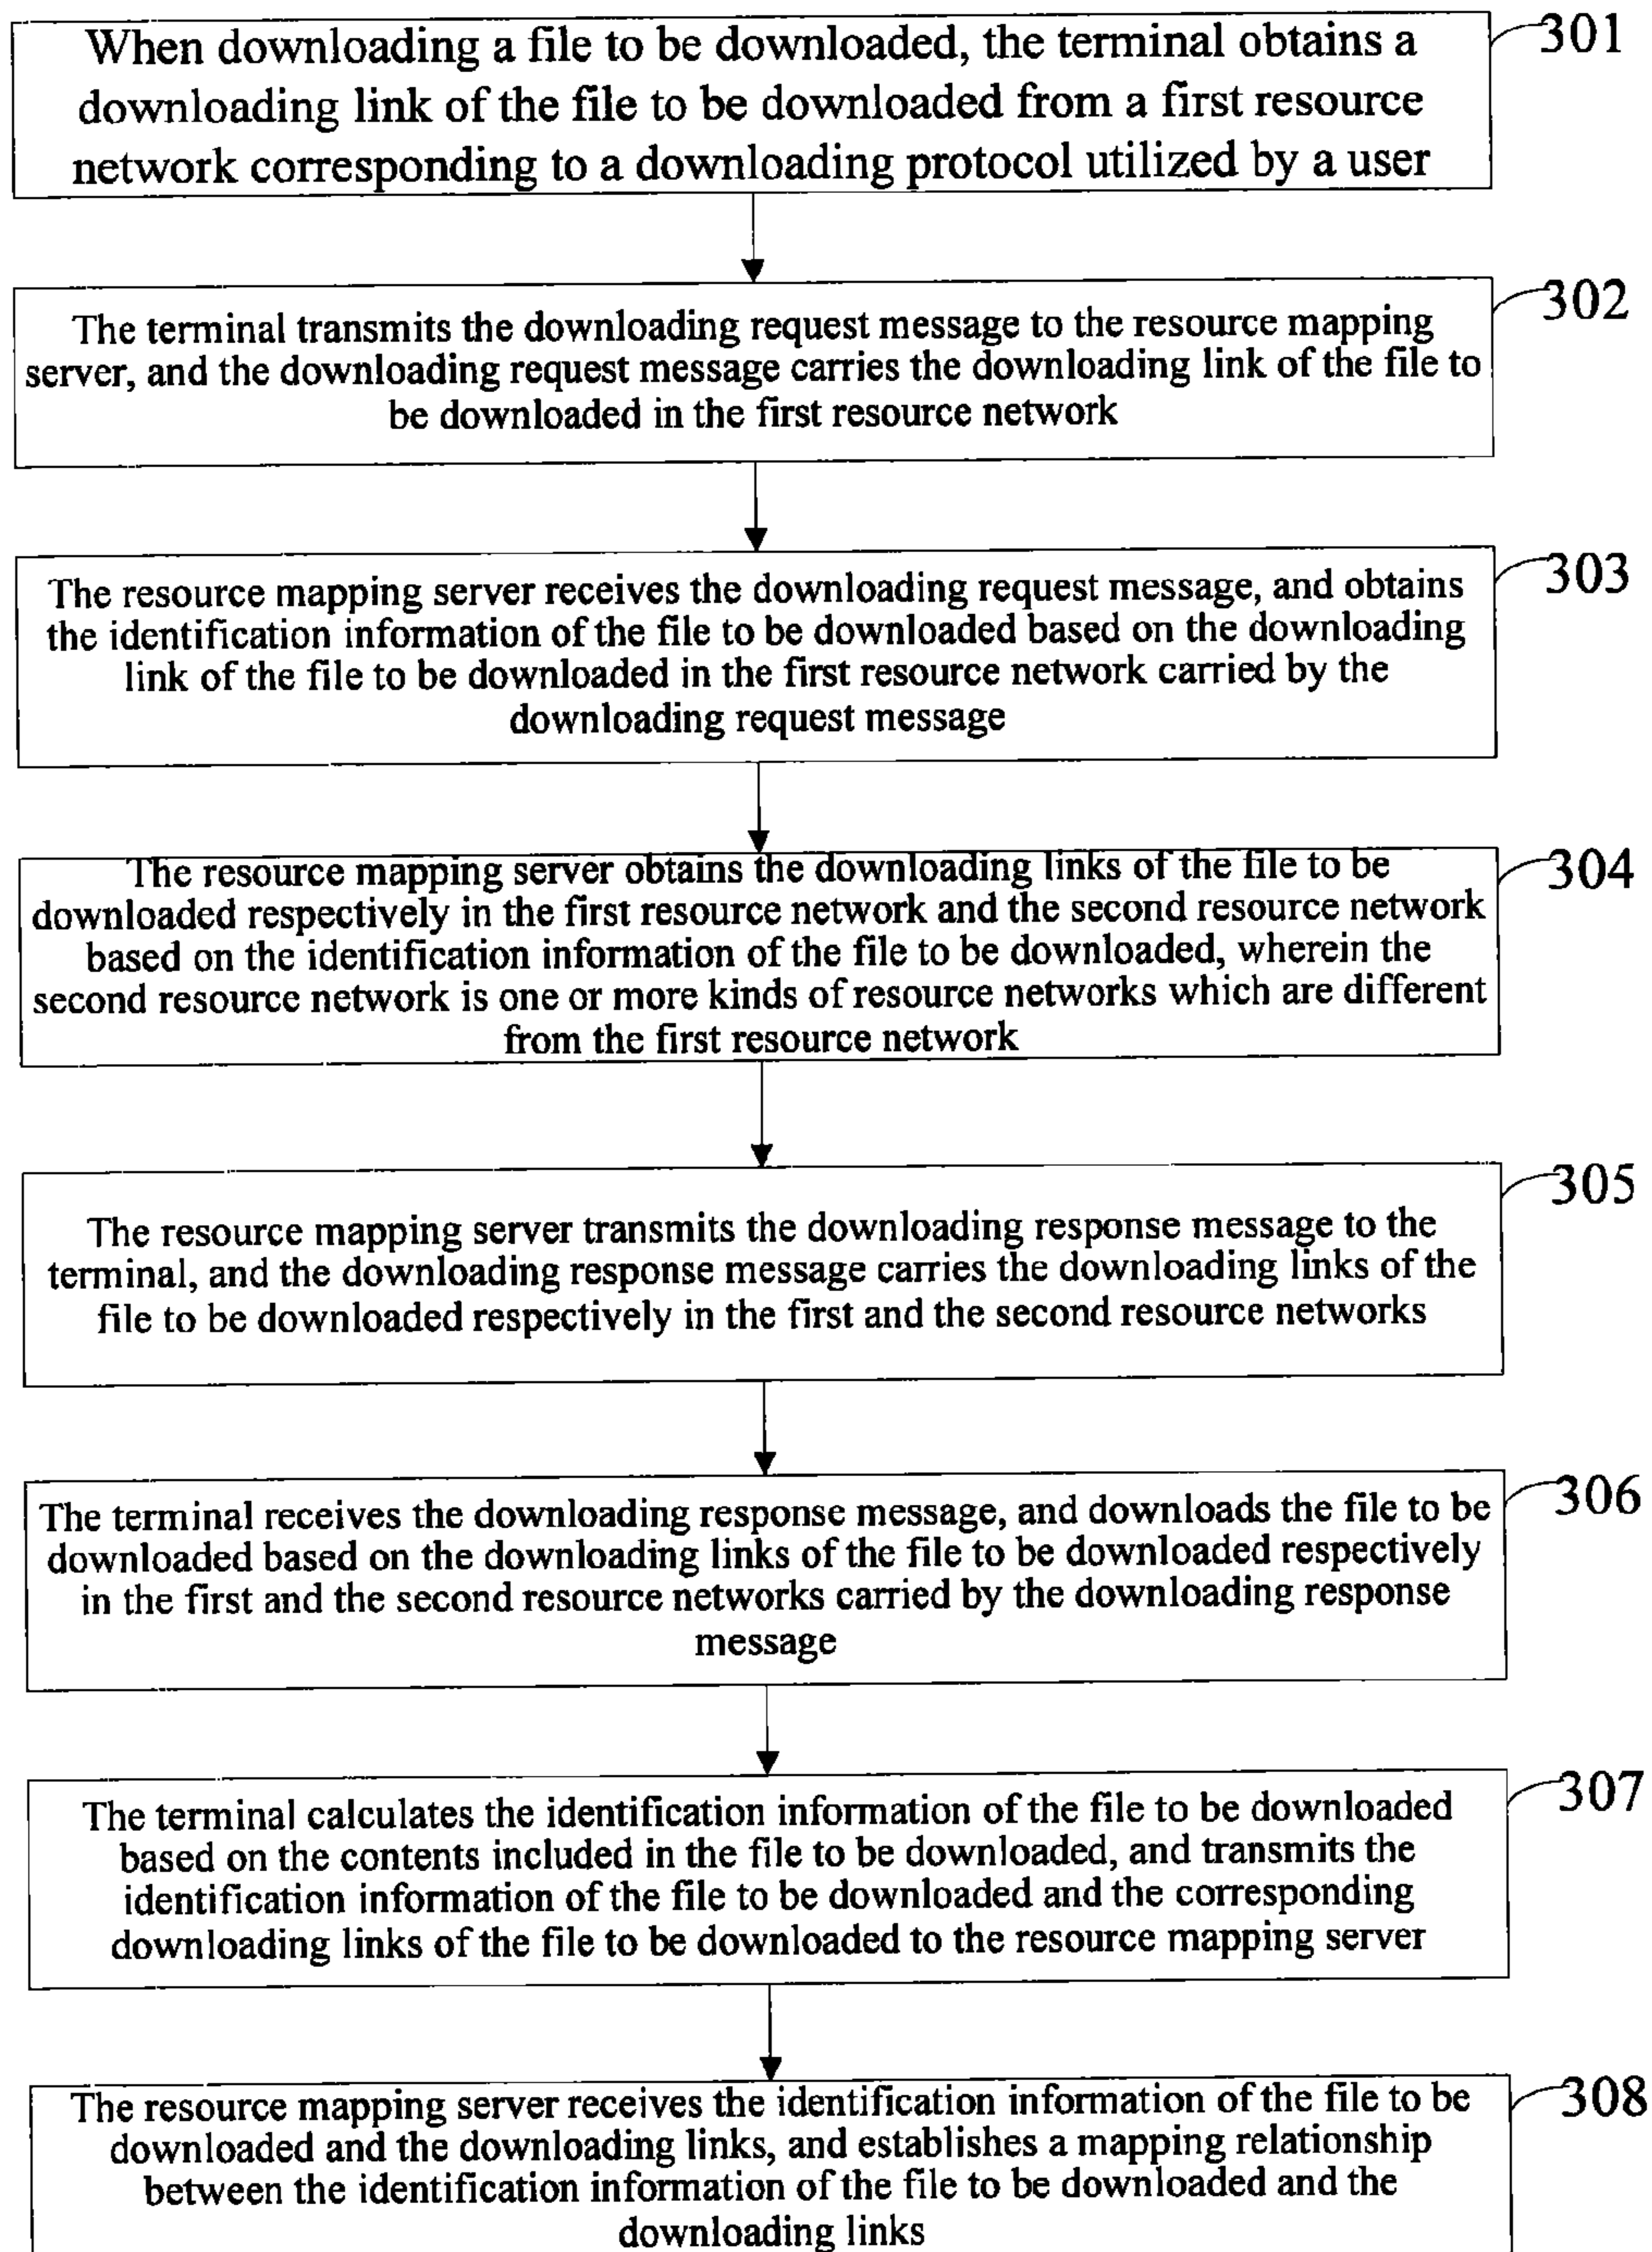 When downloading a file to be downloaded, the terminal obtains a
downloading link of the file to be downloaded from a first resource
network corresponding to a downloading protocol utilized by a user
301
The terminal transmits the downloading request message to the resource mapping
server, and the downloading request message carries the downloading link of the file to
be downloaded in the first resource network
302
The resource mapping server receives the downloading request message, and obtains
the identification information of the file to be downloaded based on the downloading
link of the file to be downloaded in the first resource network carried by the
downloading request message
303
The resource mapping server obtains the downloading links of the file to be
downloaded respectively in the first resource network and the second resource network
based on the identification information of the file to be downloaded, wherein the
second resource network is one or more kinds of resource networks which are different
from the first resource network
304
The resource mapping server transmits the downloading response message to the
terminal, and the downloading response message carries the downloading links of the
file to be downloaded respectively in the first and the second resource networks
305
The terminal receives the downloading response message, and downloads the file to be
downloaded based on the downloading links of the file to be downloaded respectively
in the first and the second resource networks carried by the downloading response
message
306
The terminal calculates the identification information of the file to be downloaded
based on the contents included in the file to be downloaded, and transmits the
identification information of the file to be downloaded and the corresponding
downloading links of the file to be downloaded to the resource mapping server
307
The resource mapping server receives the identification information of the file to be
downloaded and the downloading links, and establishes a mapping relationship
between the identification information of the file to be downloaded and the
downloading links
308